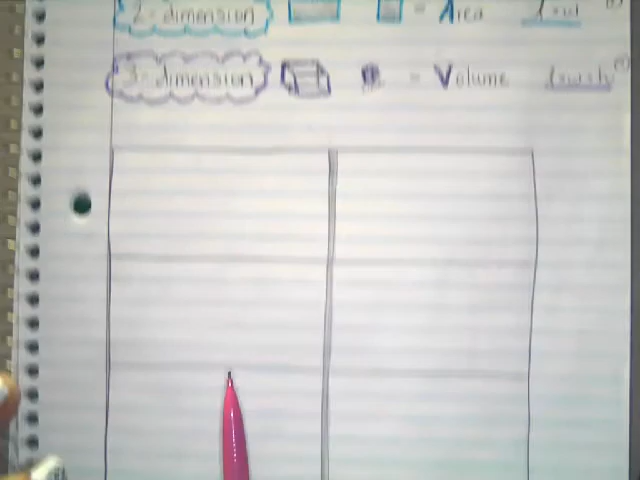 2-dimension = Area
3-dimension = Volume